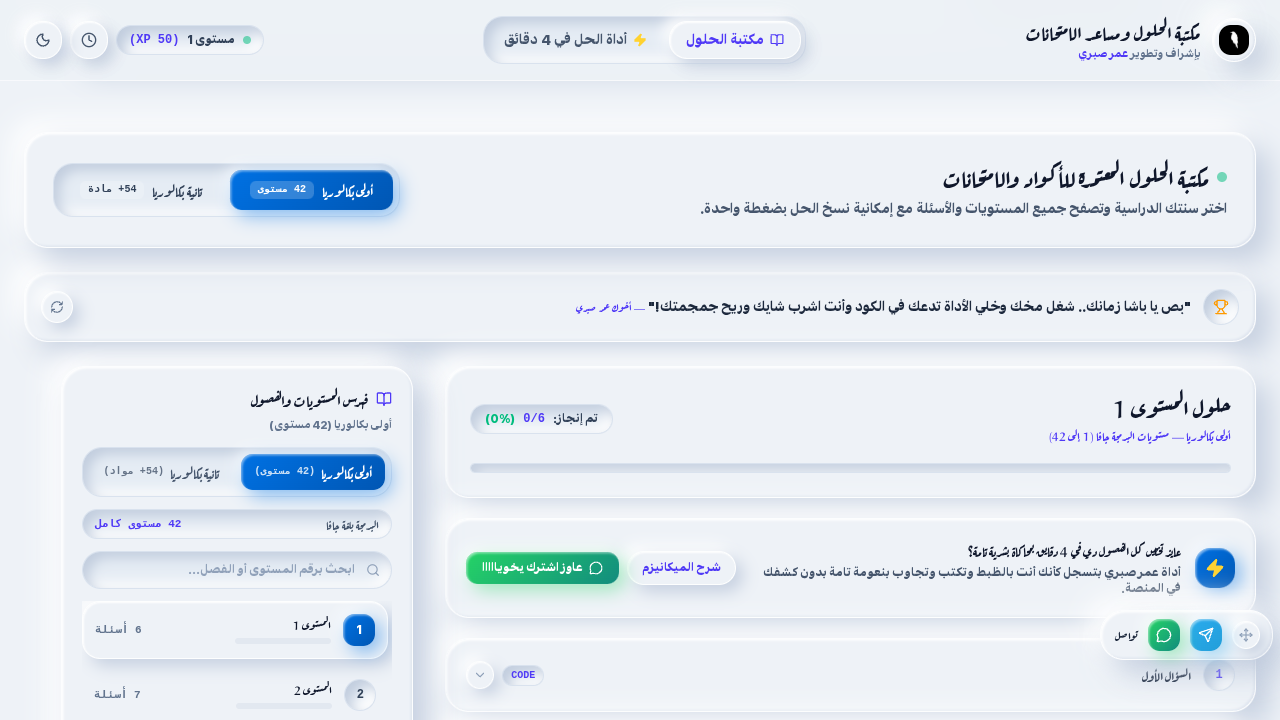 مكتبة الحلول ومساعد الامتحانات
بإشراف وتطوير عمر صبري
مكتبة الحلول
أداة الحل في 4 دقائق
مستوى 1 (50 XP)
مكتبة الحلول المعتمدة للأكواد والامتحانات
اختر سنتك الدراسية وتصفح جميع المستويات والأسئلة مع إمكانية نسخ الحل بضغطة واحدة.
أولى بكالوريا 42 مستوى
تانية بكالوريا 54+ مادة
"بص يا باشا زمانك.. شغل مخك وخلي الأداة تدعك في الكود وأنت اشرب شايك وريح جمجمتك!" — أخوك عمر صبري
حلول المستوى 1
أولى بكالوريا — مستويات البرمجة جافا (1 إلى 42)
تم إنجاز: 0/6 (0%)
عايز تقفل كل الفصول دي في 4 دقائق بمحاكاة بشرية تامة؟
أداة عمر صبري بتسجل كأنك أنت بالظبط وتكتب وتجاوب بنعومة تامة بدون كشفك
في المنصة.
شرح الميكانيزم
عاوز اشترك يخوياااااا
تواصل
1
السؤال الأول
CODE
فهرس المستويات والفصول
أولى بكالوريا (42 مستوى)
أولى بكالوريا (42 مستوى)
تانية بكالوريا (54+ مواد)
البرمجة بلغة جافا
42 مستوى كامل
ابحث برقم المستوى أو الفصل...
1
المستوى 1
6 أسئلة
2
المستوى 2
7 أسئلة